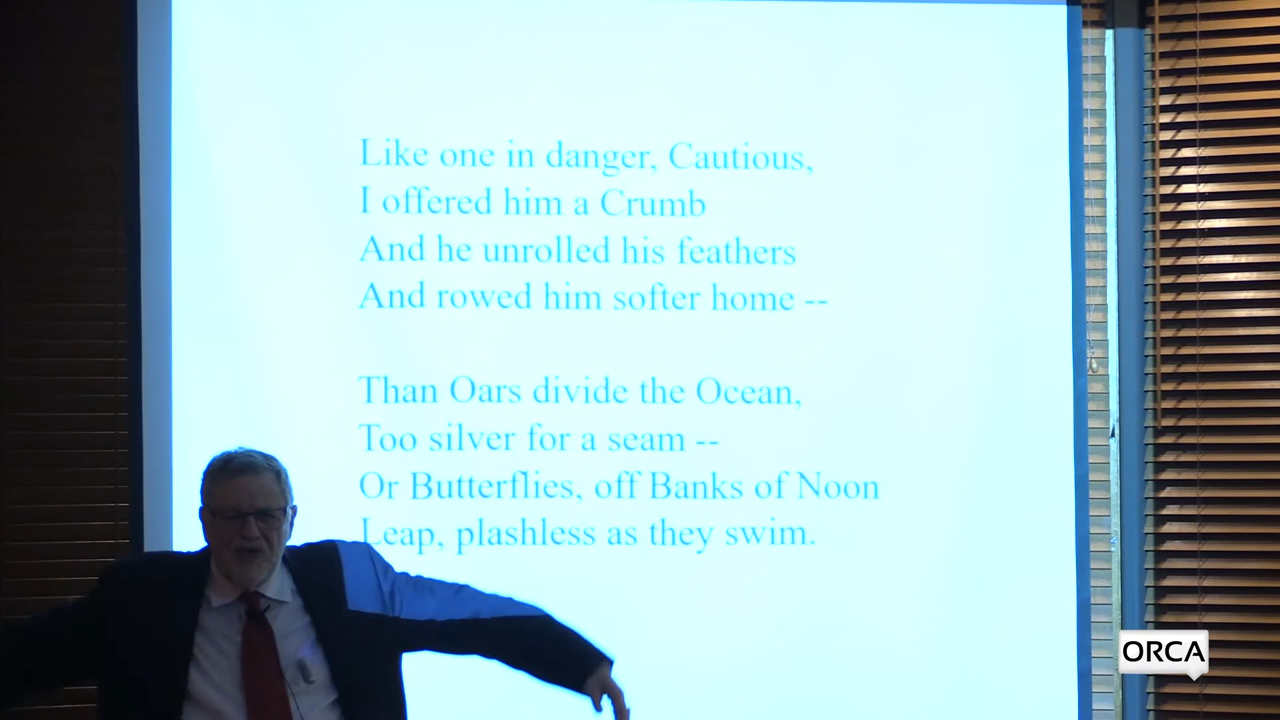 Like one in danger, Cautious,
I offered him a Crumb
And he unrolled his feathers
And rowed him softer home --
Than Oars divide the Ocean,
Too silver for a seam --
Or Butterflies, off Banks of Noon
Leap, plashless as they swim.
ORCA